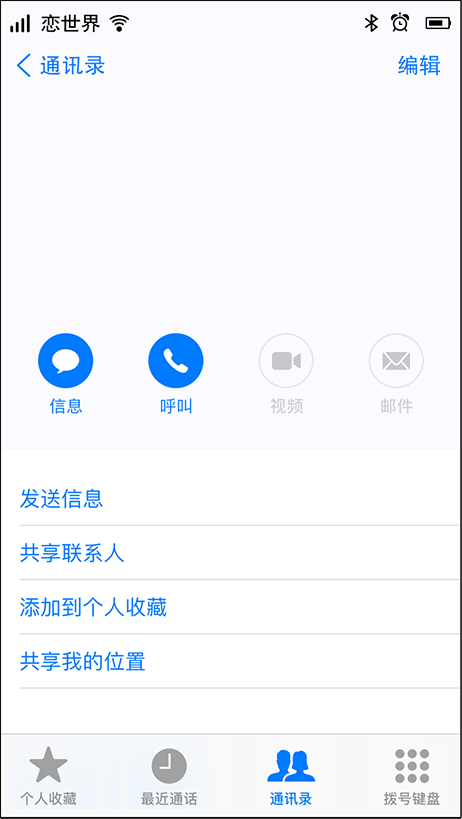 恋世界
通讯录 编辑
信息 呼叫 视频 邮件
发送信息
共享联系人
添加到个人收藏
共享我的位置
个人收藏 最近通话 通讯录 拨号键盘